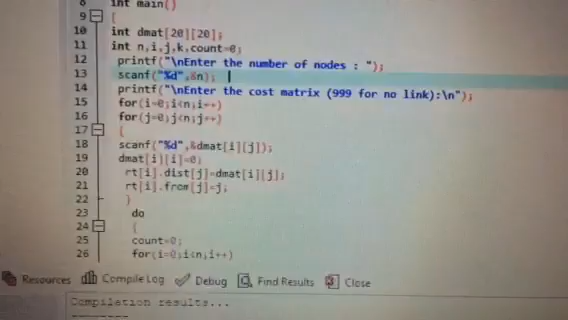 8 int main()
9 {
10 int dmat[20][20];
11 int n,i,j,k,count=0;
12 printf("\nEnter the number of nodes : ");
13 scanf("%d",&n);
14 printf("\nEnter the cost matrix (999 for no link):\n");
15 for(i=0;i<n;i++)
16 for(j=0;j<n;j++)
17 {
18 scanf("%d",&dmat[i][j]);
19 dmat[i][i]=0;
20 rt[i].dist[j]=dmat[i][j];
21 rt[i].from[j]=j;
22 }
23 do
24 {
25 count=0;
26 for(i=0;i<n;i++)
Resources Compile Log Debug Find Results Close
Compilation results...
--------